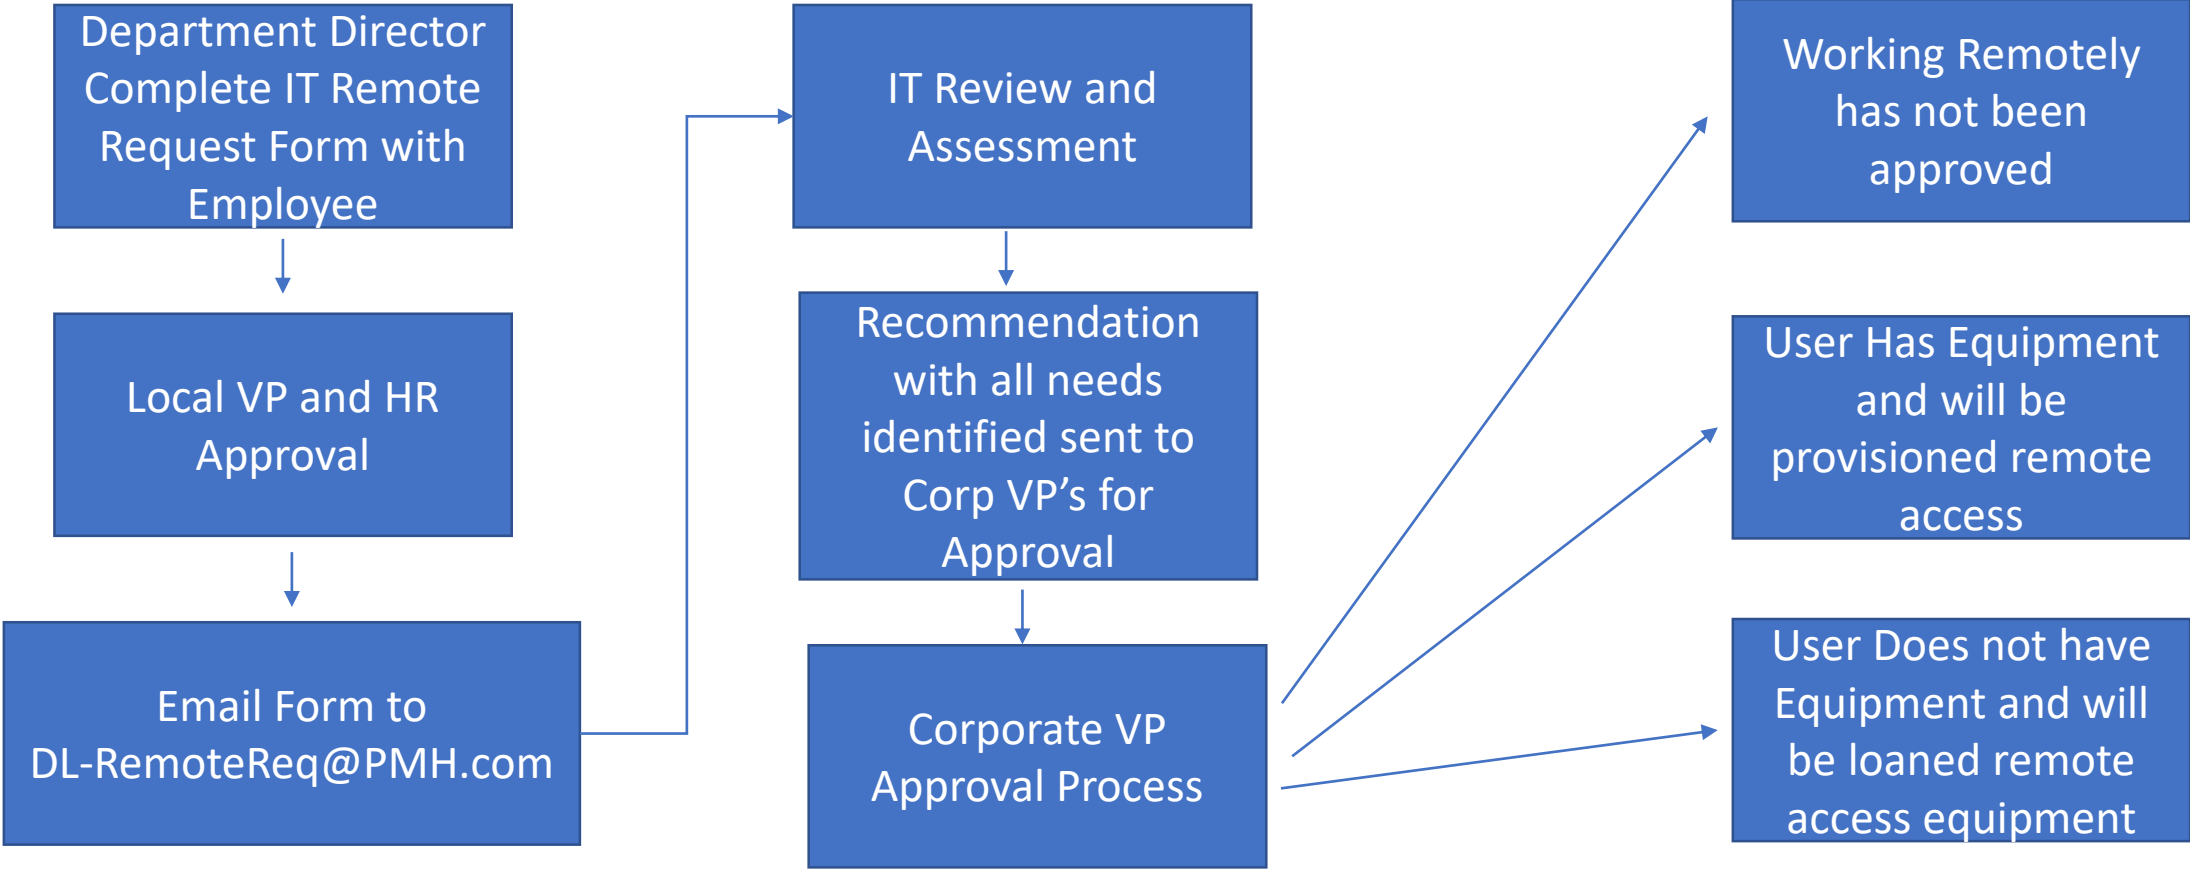 Department Director
Complete IT Remote
Request Form with
Employee
Local VP and HR
Approval
Email Form to
DL-RemoteReq@PMH.com
IT Review and
Assessment
Recommendation
with all needs
identified sent to
Corp VP’s for
Approval
Corporate VP
Approval Process
Working Remotely
has not been
approved
User Has Equipment
and will be
provisioned remote
access
User Does not have
Equipment and will
be loaned remote
access equipment